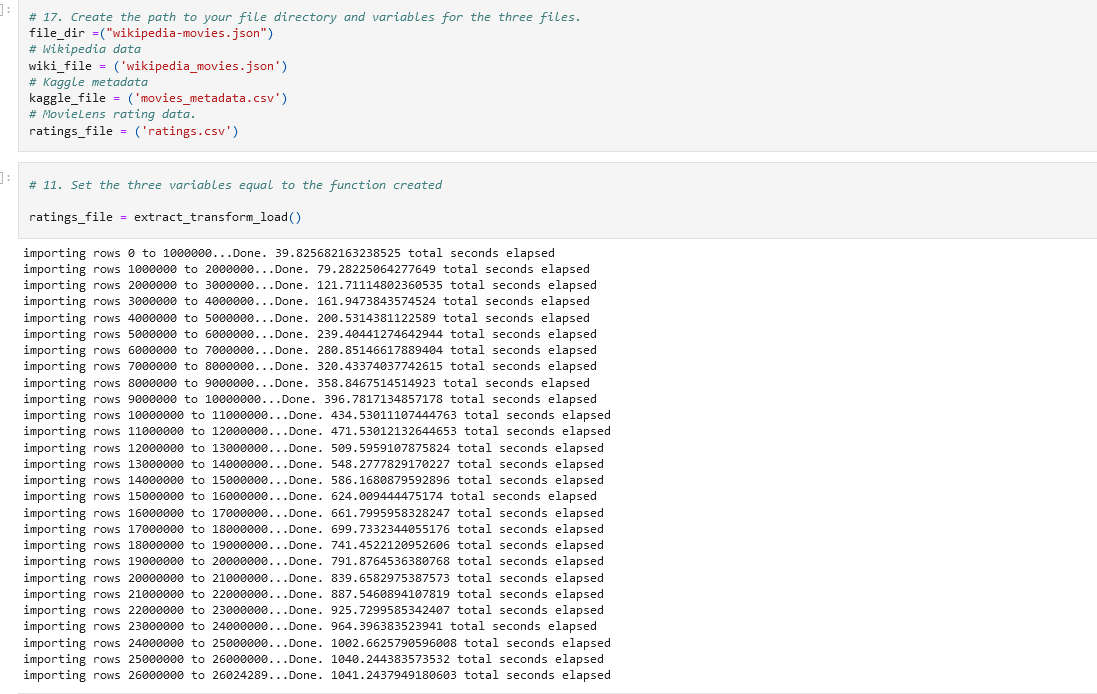 ]:
# 17. Create the path to your file directory and variables for the three files.
file_dir =("wikipedia-movies.json")
# Wikipedia data
wiki_file = ('wikipedia_movies.json')
# Kaggle metadata
kaggle_file = ('movies_metadata.csv')
# MovieLens rating data.
ratings_file = ('ratings.csv')
]:
# 11. Set the three variables equal to the function created
ratings_file = extract_transform_load()
importing rows 0 to 1000000...Done. 39.825682163238525 total seconds elapsed
importing rows 1000000 to 2000000...Done. 79.28225064277649 total seconds elapsed
importing rows 2000000 to 3000000...Done. 121.71114802360535 total seconds elapsed
importing rows 3000000 to 4000000...Done. 161.9473843574524 total seconds elapsed
importing rows 4000000 to 5000000...Done. 200.5314381122589 total seconds elapsed
importing rows 5000000 to 6000000...Done. 239.40441274642944 total seconds elapsed
importing rows 6000000 to 7000000...Done. 280.85146617889404 total seconds elapsed
importing rows 7000000 to 8000000...Done. 320.43374037742615 total seconds elapsed
importing rows 8000000 to 9000000...Done. 358.8467514514923 total seconds elapsed
importing rows 9000000 to 10000000...Done. 396.7817134857178 total seconds elapsed
importing rows 10000000 to 11000000...Done. 434.53011107444763 total seconds elapsed
importing rows 11000000 to 12000000...Done. 471.53012132644653 total seconds elapsed
importing rows 12000000 to 13000000...Done. 509.5959107875824 total seconds elapsed
importing rows 13000000 to 14000000...Done. 548.2777829170227 total seconds elapsed
importing rows 14000000 to 15000000...Done. 586.1680879592896 total seconds elapsed
importing rows 15000000 to 16000000...Done. 624.009444475174 total seconds elapsed
importing rows 16000000 to 17000000...Done. 661.7995958328247 total seconds elapsed
importing rows 17000000 to 18000000...Done. 699.7332344055176 total seconds elapsed
importing rows 18000000 to 19000000...Done. 741.4522120952606 total seconds elapsed
importing rows 19000000 to 20000000...Done. 791.8764536380768 total seconds elapsed
importing rows 20000000 to 21000000...Done. 839.6582975387573 total seconds elapsed
importing rows 21000000 to 22000000...Done. 887.5460894107819 total seconds elapsed
importing rows 22000000 to 23000000...Done. 925.7299585342407 total seconds elapsed
importing rows 23000000 to 24000000...Done. 964.396383523941 total seconds elapsed
importing rows 24000000 to 25000000...Done. 1002.6625790596008 total seconds elapsed
importing rows 25000000 to 26000000...Done. 1040.244383573532 total seconds elapsed
importing rows 26000000 to 26024289...Done. 1041.2437949180603 total seconds elapsed